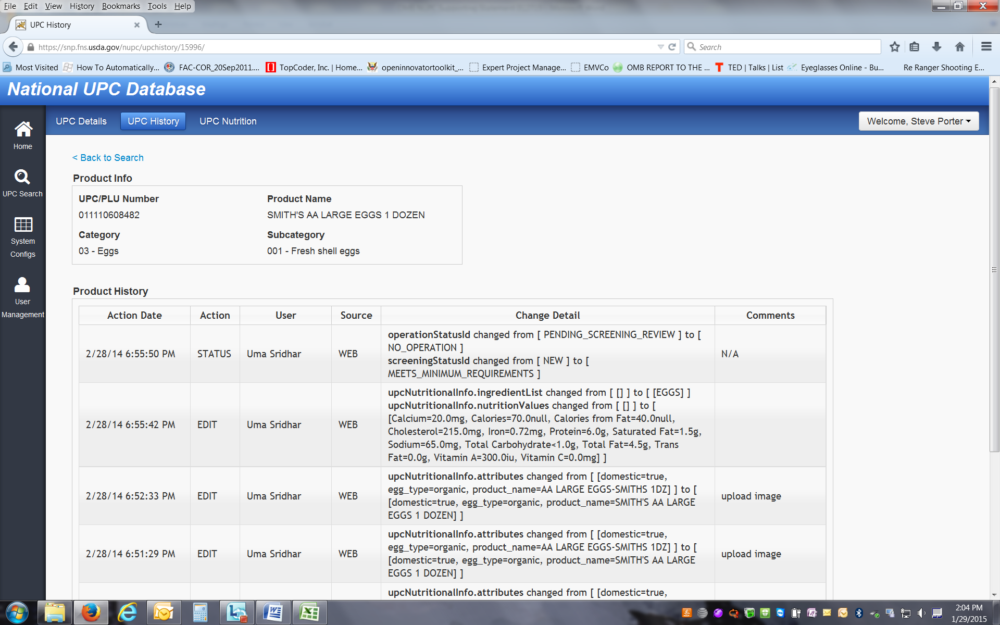 File Edit View History Bookmarks Tools Help
UPC History
https://snp.fns.usda.gov/nupc/upchistory/15996/
Search
Most Visited How To Automatically... FAC-COR_20Sep2011.... TopCoder, Inc. | Home... openinnovatortoolkit_... Expert Project Manage... EMVCo OMB REPORT TO THE ... TED | Talks | List Eyeglasses Online - Bu... Re Ranger Shooting E...
National UPC Database
UPC Details UPC History UPC Nutrition Welcome, Steve Porter
Home
UPC Search
System
Configs
User
Management
< Back to Search
Product Info
UPC/PLU Number Product Name
011110608482 SMITH'S AA LARGE EGGS 1 DOZEN
Category Subcategory
03 - Eggs 001 - Fresh shell eggs
Product History
Action Date Action User Source Change Detail Comments
2/28/14 6:55:50 PM STATUS Uma Sridhar WEB
operationStatusId changed from [ PENDING_SCREENING_REVIEW ] to [
NO_OPERATION ]
screeningStatusId changed from [ NEW ] to [
MEETS_MINIMUM_REQUIREMENTS ]
N/A
2/28/14 6:55:42 PM EDIT Uma Sridhar WEB
upcNutritionalInfo.ingredientList changed from [ [] ] to [ [EGGS] ]
upcNutritionalInfo.nutritionValues changed from [ [] ] to [
[Calcium=20.0mg, Calories=70.0null, Calories from Fat=40.0null,
Cholesterol=215.0mg, Iron=0.72mg, Protein=6.0g, Saturated Fat=1.5g,
Sodium=65.0mg, Total Carbohydrate<1.0g, Total Fat=4.5g, Trans
Fat=0.0g, Vitamin A=300.0iu, Vitamin C=0.0mg] ]
2/28/14 6:52:33 PM EDIT Uma Sridhar WEB
upcNutritionalInfo.attributes changed from [ [domestic=true,
egg_type=organic, product_name=AA LARGE EGGS-SMITHS 1DZ] ] to [
[domestic=true, egg_type=organic, product_name=SMITH'S AA LARGE
EGGS 1 DOZEN] ]
upload image
2/28/14 6:51:29 PM EDIT Uma Sridhar WEB
upcNutritionalInfo.attributes changed from [ [domestic=true,
egg_type=organic, product_name=AA LARGE EGGS-SMITHS 1DZ] ] to [
[domestic=true, egg_type=organic, product_name=SMITH'S AA LARGE
EGGS 1 DOZEN] ]
upload image
upcNutritionalInfo.attributes changed from [ [domestic=true,
2:04 PM
1/29/2015